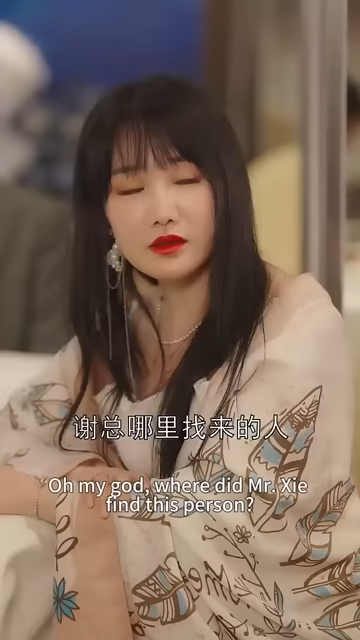 谢总哪里找来的人
Oh my god, where did Mr. Xie
find this person?